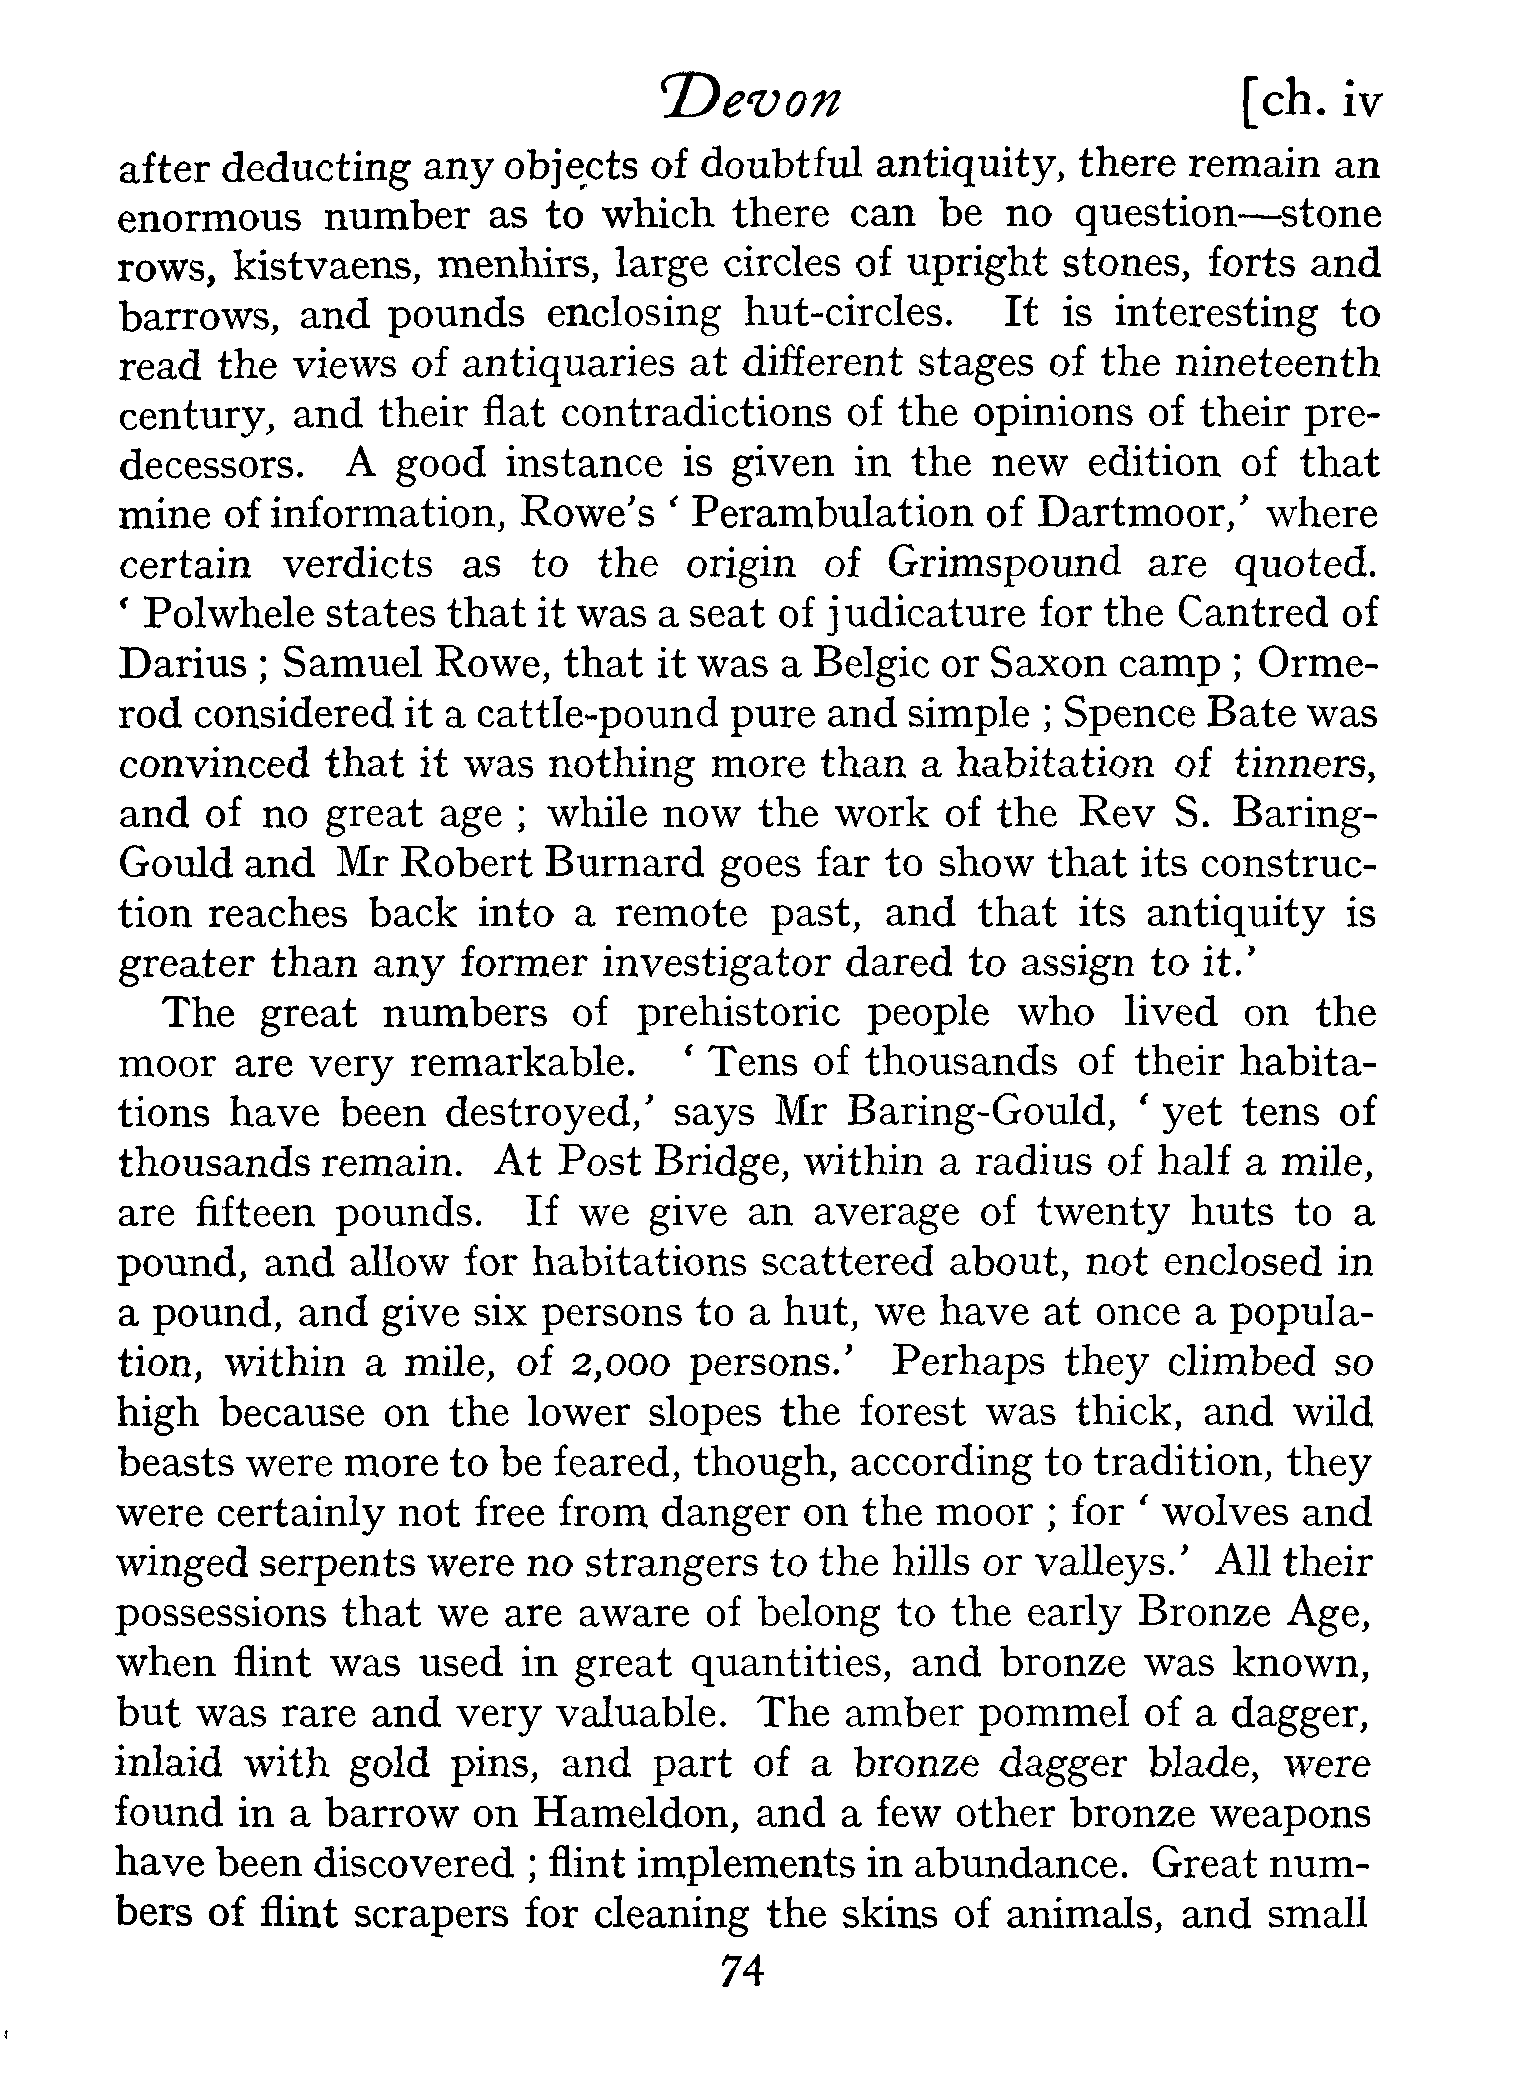 Devon [ch. iv
after deducting any objects of doubtful antiquity, there remain an
enormous number as to which there can be no question—stone
rows, kistvaens, menhirs, large circles of upright stones, forts and
barrows, and pounds enclosing hut-circles. It is interesting to
read the views of antiquaries at different stages of the nineteenth
century, and their flat contradictions of the opinions of their pre-
decessors. A good instance is given in the new edition of that
mine of information, Rowe's ‘ Perambulation of Dartmoor,’ where
certain verdicts as to the origin of Grimspound are quoted.
‘ Polwhele states that it was a seat of judicature for the Cantred of
Darius ; Samuel Rowe, that it was a Belgic or Saxon camp ; Orme-
rod considered it a cattle-pound pure and simple ; Spence Bate was
convinced that it was nothing more than a habitation of tinners,
and of no great age ; while now the work of the Rev S. Baring-
Gould and Mr Robert Burnard goes far to show that its construc-
tion reaches back into a remote past, and that its antiquity is
greater than any former investigator dared to assign to it.’
The great numbers of prehistoric people who lived on the
moor are very remarkable. ‘ Tens of thousands of their habita-
tions have been destroyed,’ says Mr Baring-Gould, ‘ yet tens of
thousands remain. At Post Bridge, within a radius of half a mile,
are fifteen pounds. If we give an average of twenty huts to a
pound, and allow for habitations scattered about, not enclosed in
a pound, and give six persons to a hut, we have at once a popula-
tion, within a mile, of 2,000 persons.’ Perhaps they climbed so
high because on the lower slopes the forest was thick, and wild
beasts were more to be feared, though, according to tradition, they
were certainly not free from danger on the moor ; for ‘ wolves and
winged serpents were no strangers to the hills or valleys.’ All their
possessions that we are aware of belong to the early Bronze Age,
when flint was used in great quantities, and bronze was known,
but was rare and very valuable. The amber pommel of a dagger,
inlaid with gold pins, and part of a bronze dagger blade, were
found in a barrow on Hameldon, and a few other bronze weapons
have been discovered ; flint implements in abundance. Great num-
bers of flint scrapers for cleaning the skins of animals, and small
74